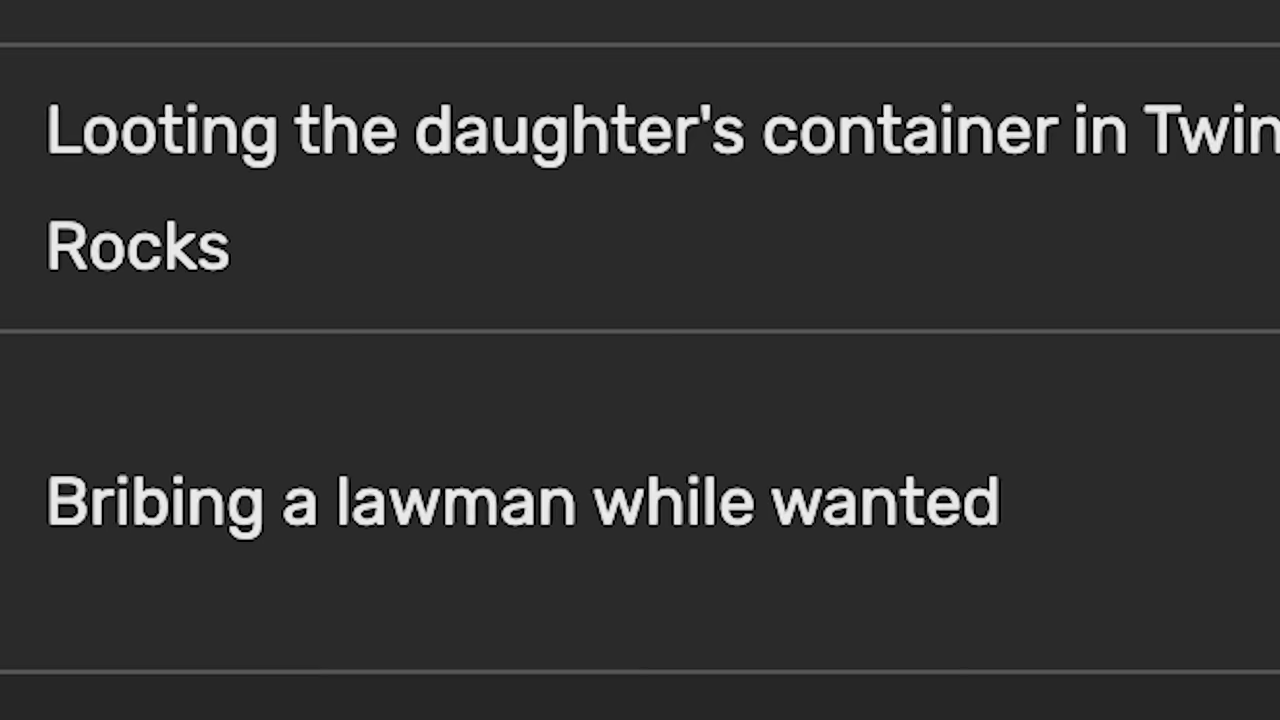 Looting the daughter's container in Twin
Rocks
Bribing a lawman while wanted